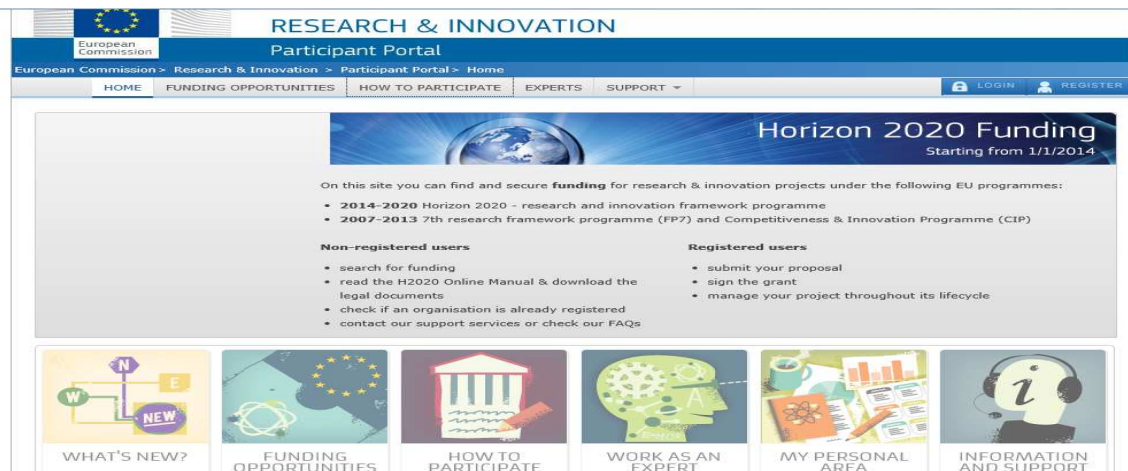 RESEARCH & INNOVATION
European
Commission
Participant Portal
European Commission > Research & Innovation > Participant Portal > Home
HOME FUNDING OPPORTUNITIES HOW TO PARTICIPATE EXPERTS SUPPORT LOGIN REGISTER
Horizon 2020 Funding
Starting from 1/1/2014
On this site you can find and secure funding for research & innovation projects under the following EU programmes:
• 2014-2020 Horizon 2020 - research and innovation framework programme
• 2007-2013 7th research framework programme (FP7) and Competitiveness & Innovation Programme (CIP)
Non-registered users
• search for funding
• read the H2020 Online Manual & download the
legal documents
• check if an organisation is already registered
• contact our support services or check our FAQs
Registered users
• submit your proposal
• sign the grant
• manage your project throughout its lifecycle
N
W
E
NEW
A
i
WHAT'S NEW?
FUNDING
OPPORTUNITIES
HOW TO
PARTICIPATE
WORK AS AN
EXPERT
MY PERSONAL
AREA
INFORMATION
AND SUPPORT